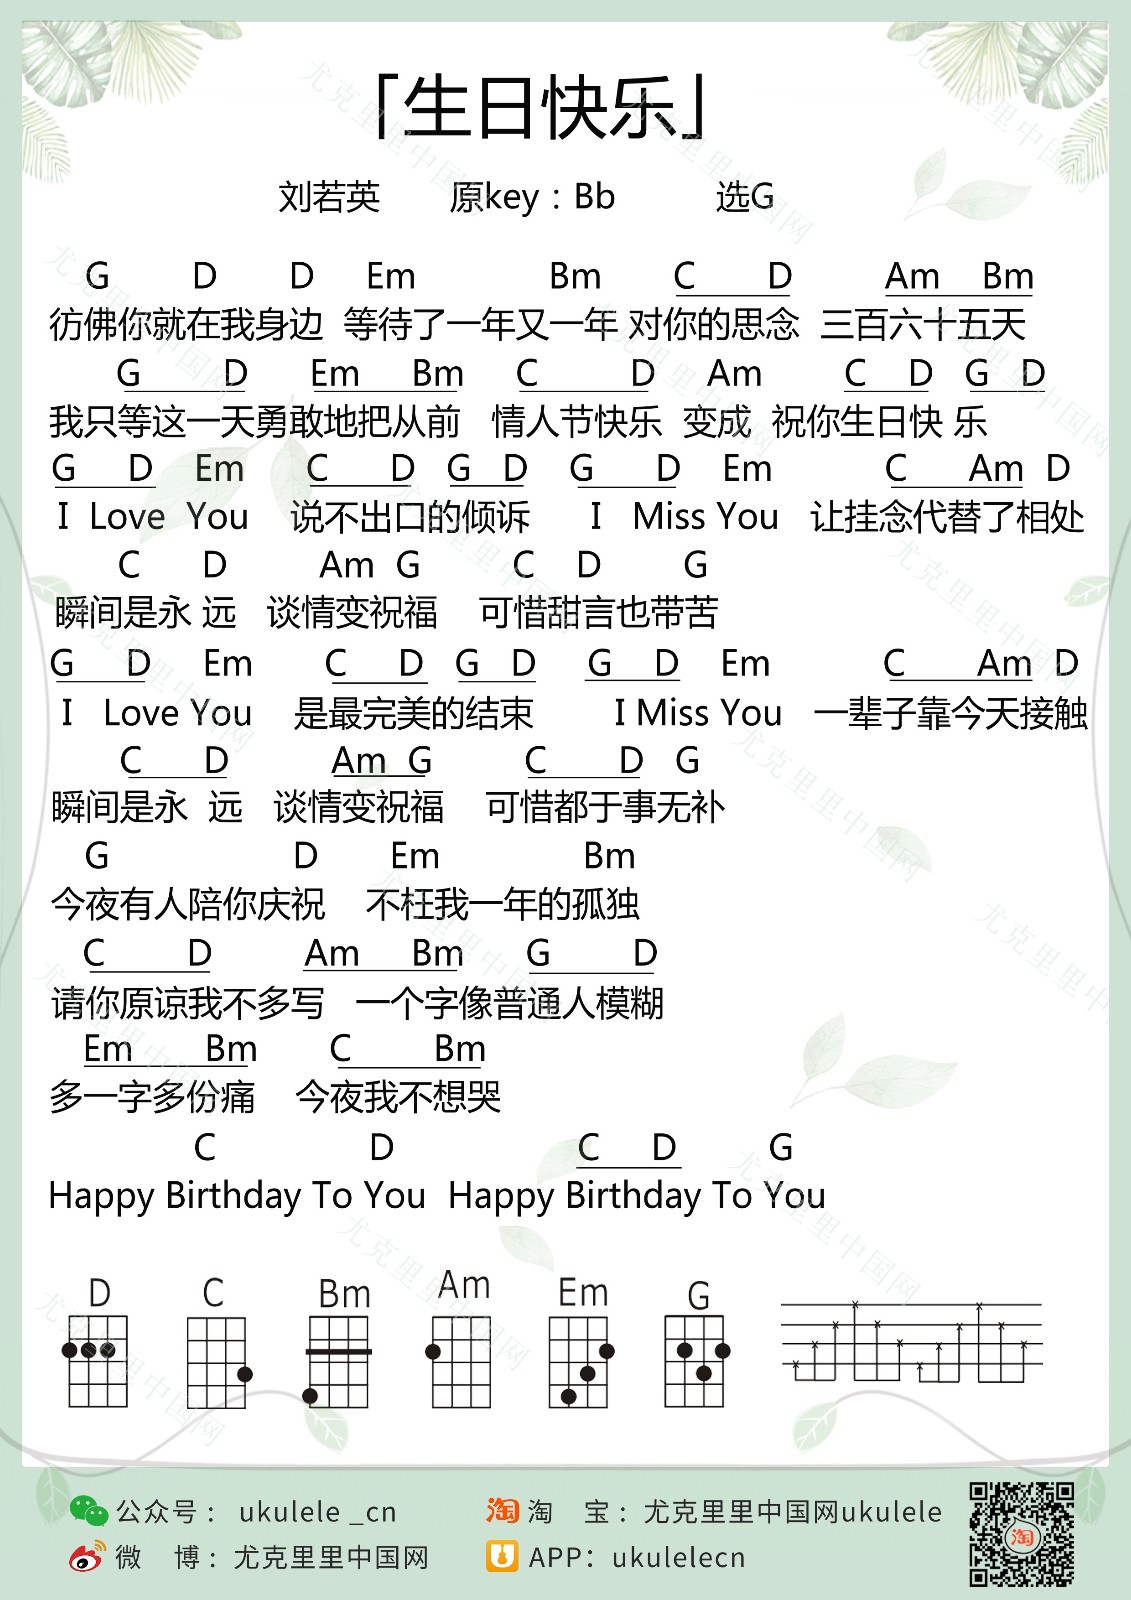 「生日快乐」
刘若英 原key：Bb 选G
G D D Em Bm C D Am Bm
彷佛你就在我身边 等待了一年又一年 对你的思念 三百六十五天
G D Em Bm C D Am C D G D
我只等这一天勇敢地把从前 情人节快乐 变成 祝你生日快 乐
G D Em C D G D G D Em C Am D
I Love You 说不出口的倾诉 I Miss You 让挂念代替了相处
C D Am G C D G
瞬间是永 远 谈情变祝福 可惜甜言也带苦
G D Em C D G D G D Em C Am D
I Love You 是最完美的结束 I Miss You 一辈子靠今天接触
C D Am G C D G
瞬间是永 远 谈情变祝福 可惜都于事无补
G D Em Bm
今夜有人陪你庆祝 不枉我一年的孤独
C D Am Bm G D
请你原谅我不多写 一个字像普通人模糊
Em Bm C Bm
多一字多份痛 今夜我不想哭
C D C D G
Happy Birthday To You Happy Birthday To You
D C Bm Am Em G
公众号： ukulele _cn 淘 淘 宝：尤克里里中国网ukulele 淘
微 博：尤克里里中国网 APP：ukulelecn
尤克里里中国网